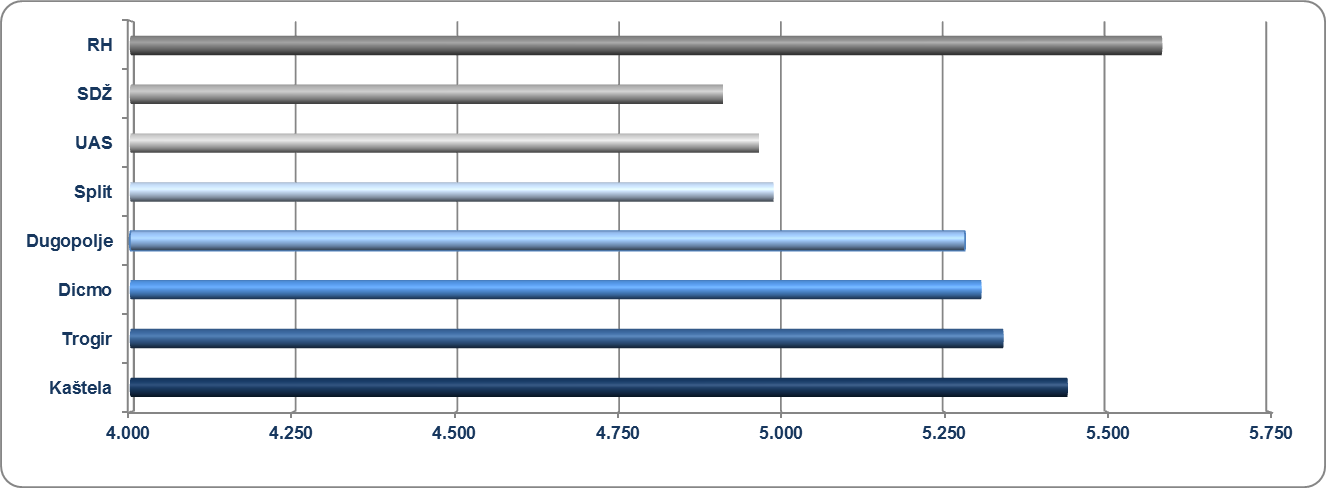 RH
SDŽ
UAS
Split
Dugopolje
Dicmo
Trogir
Kaštela
4.000 4.250 4.500 4.750 5.000 5.250 5.500 5.750